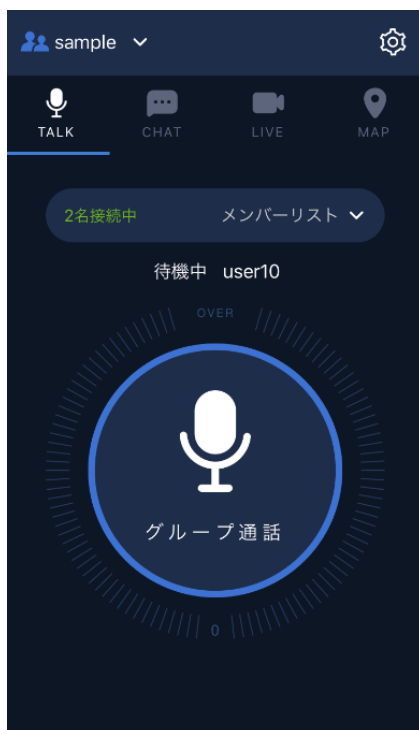 sample
TALK CHAT LIVE MAP
2名接続中 メンバーリスト
待機中 user10
OVER
グループ通話
0